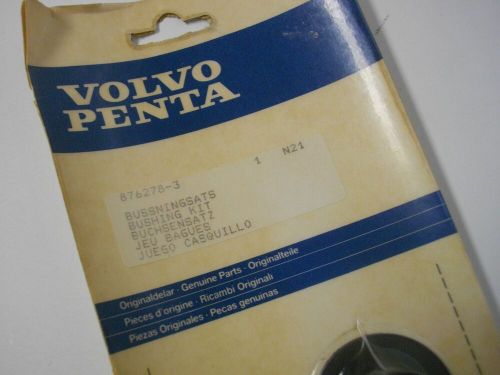 VOLVO
PENTA
876278-3 1 N21
BUSSNINGSATS
BUSHING KIT
BUCHSENSATZ
JEU BAGUES
JUEGO CASQUILLO
Originaldelar · Genuine Parts · Originalteile
Pièces d'origine · Ricambi Originali
Piezas Originales · Peças genuinas